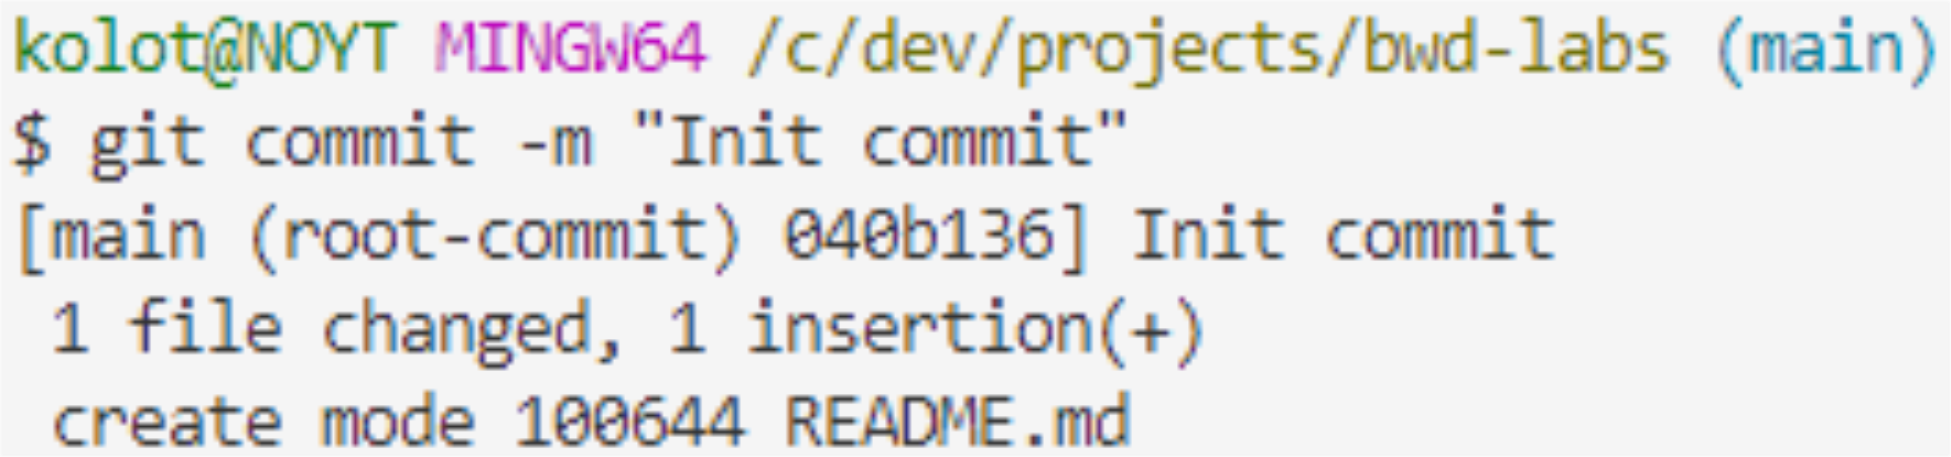 kolot@NOYT MINGW64 /c/dev/projects/bwd-labs (main)
$ git commit -m "Init commit"
[main (root-commit) 040b136] Init commit
 1 file changed, 1 insertion(+)
 create mode 100644 README.md